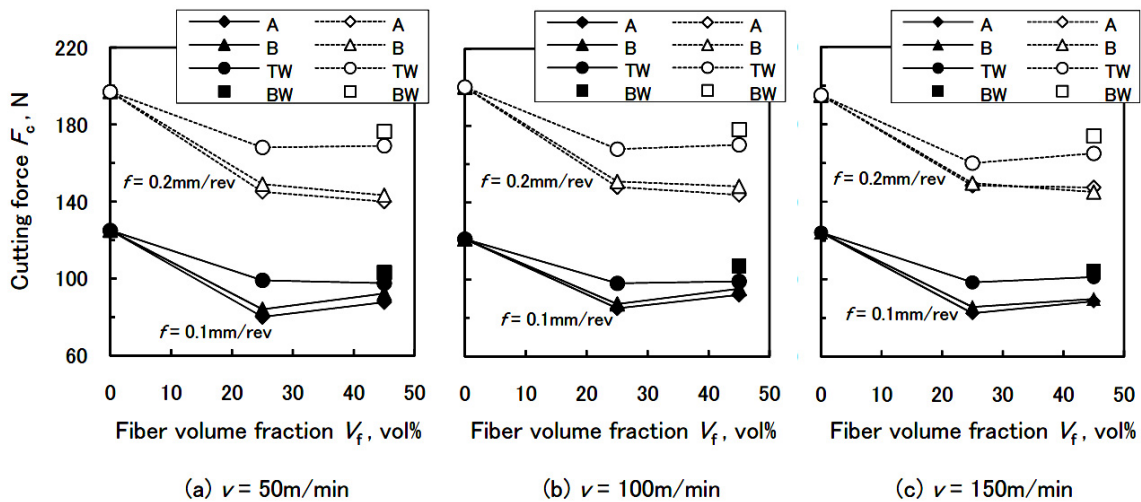 A A
B B
TW TW
BW BW
A A
B B
TW TW
BW BW
A A
B B
TW TW
BW BW
Cutting force Fc, N
220
180
140
100
60
f = 0.2mm/rev
f = 0.1mm/rev
f = 0.2mm/rev
f = 0.1mm/rev
f = 0.2mm/rev
f = 0.1mm/rev
0 10 20 30 40 50
0 10 20 30 40 50
0 10 20 30 40 50
Fiber volume fraction Vf, vol%
Fiber volume fraction Vf, vol%
Fiber volume fraction Vf, vol%
(a) v = 50m/min
(b) v = 100m/min
(c) v = 150m/min